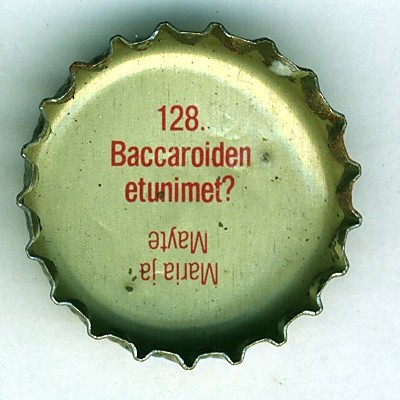 128.
Baccaroiden
etunimet?
Maria ja
Mayte